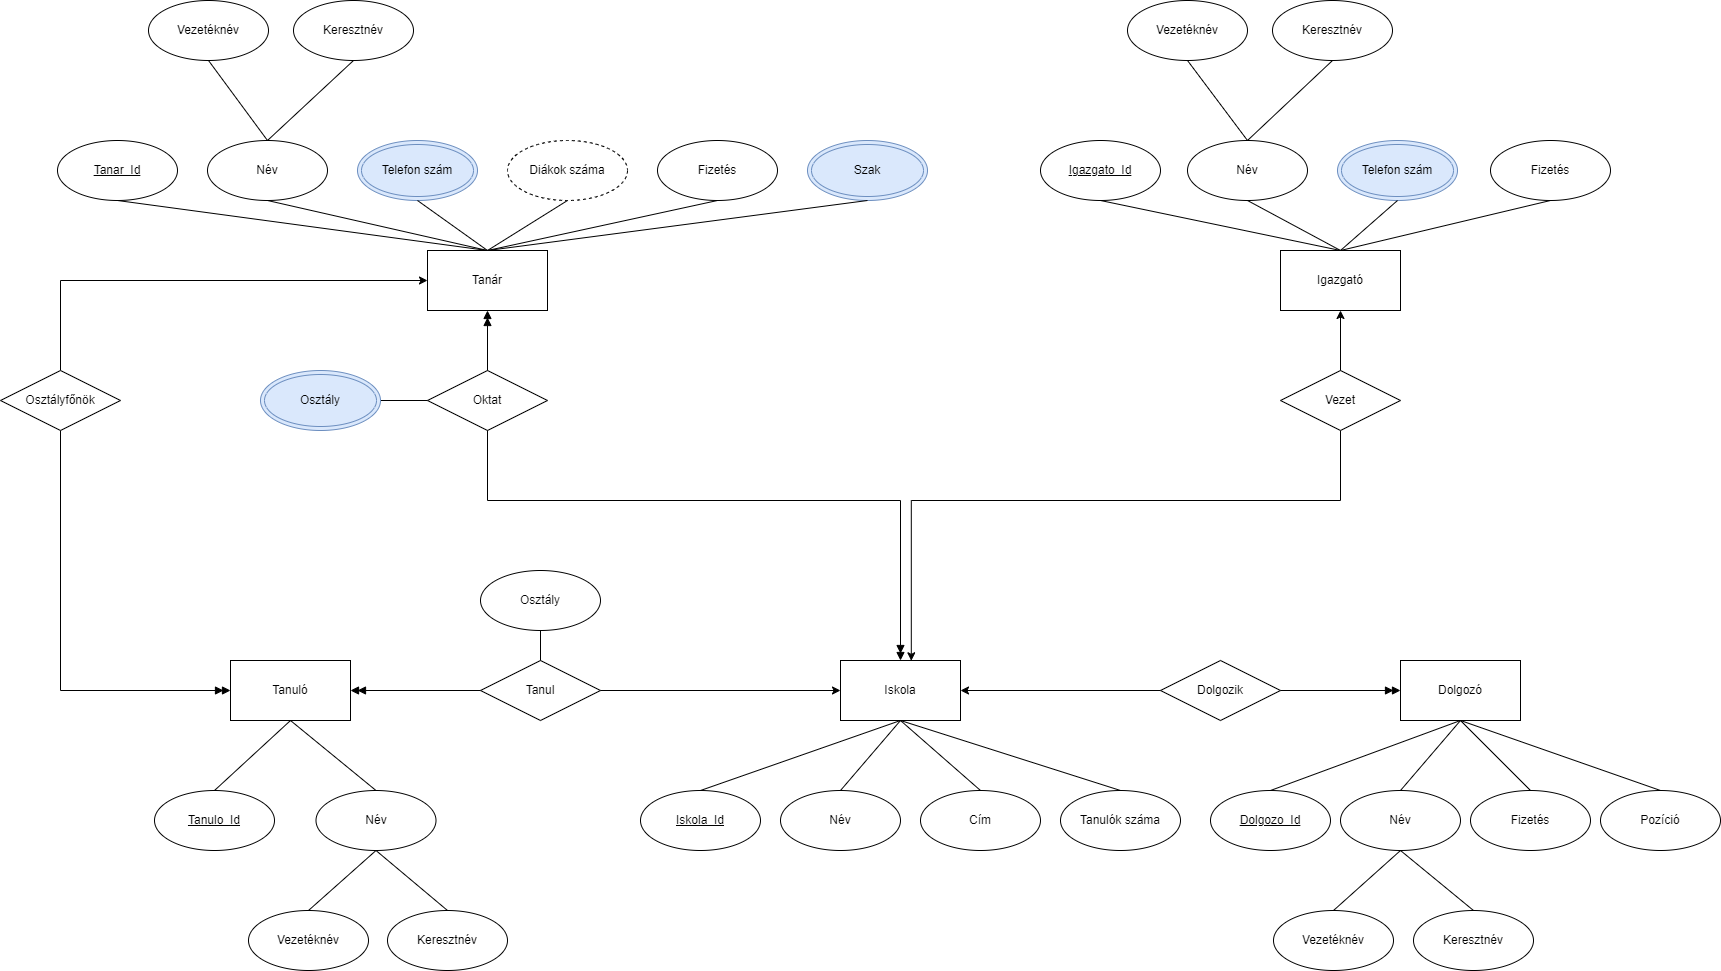 Vezetéknév
Keresztnév
Vezetéknév
Keresztnév
Tanar_Id
Név
Telefon szám
Diákok száma
Fizetés
Szak
Igazgato_Id
Név
Telefon szám
Fizetés
Tanár
Igazgató
Osztályfőnök
Osztály
Oktat
Vezet
Osztály
Tanuló
Tanul
Iskola
Dolgozik
Dolgozó
Tanulo_Id
Név
Iskola_Id
Név
Cím
Tanulók száma
Dolgozo_Id
Név
Fizetés
Pozíció
Vezetéknév
Keresztnév
Vezetéknév
Keresztnév